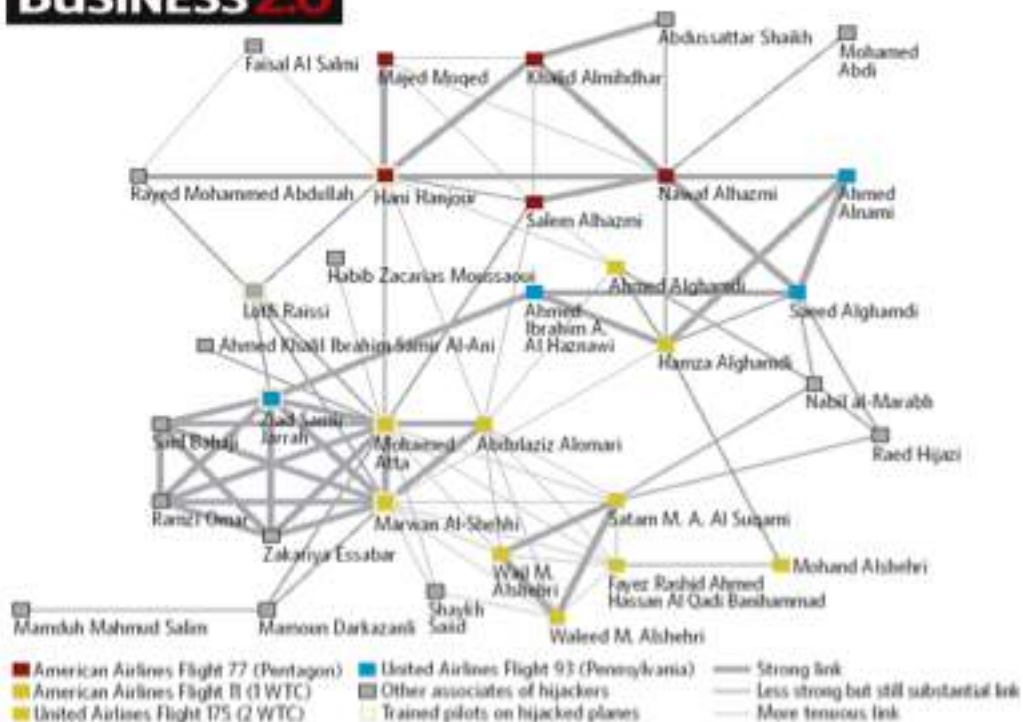 BUSINESS 2.0
Abdussattar Shaikh
Mohamed
Abdi
Faisal Al Salmi
Majed Moqed
Khalid Almihdhar
Rayed Mohammed Abdullah
Hani Hanjour
Nawaf Alhazmi
Ahmed
Alnami
Salem Alhazmi
Habib Zacarias Moussaoui
Ahmed Alghamdi
Lotfi Raissi
Ahmed
Ibrahim A.
Al Haznawi
Saeed Alghamdi
Ahmed Khalil Ibrahim Samir Al-Ani
Hamza Alghamdi
Nabil al-Marabh
Said Bahaji
Ziad Samir
Jarrah
Mohamed
Atta
Abdulaziz Alomari
Raed Hijazi
Ramzi Omar
Marwan Al-Shehhi
Satam M. A. Al Suqami
Zakariya Essabar
Wail M.
Alshehri
Fayez Rashid Ahmed
Hassan Al Qadi Banihammad
Mohand Alshehri
Mamduh Mahmud Salim
Mamoun Darkazanli
Shaykh
Saiid
Waleed M. Alshehri
American Airlines Flight 77 (Pentagon)
American Airlines Flight 11 (1 WTC)
United Airlines Flight 175 (2 WTC)
United Airlines Flight 93 (Pennsylvania)
Other associates of hijackers
Trained pilots on hijacked planes
Strong link
Less strong but still substantial link
More tenuous link